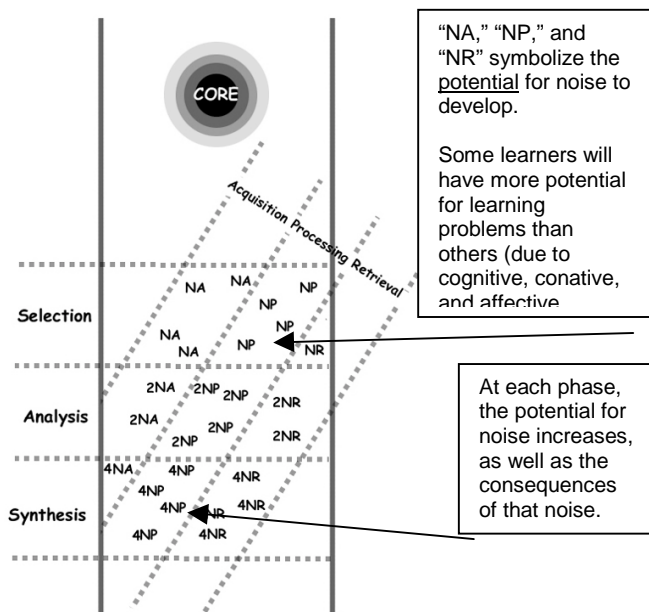 “NA,” “NP,” and
“NR” symbolize the
potential for noise to
develop.
Some learners will
have more potential
for learning
problems than
others (due to
cognitive, conative,
and affective
CORE
Acquisition Processing Retrieval
Selection
NA NA NP
NP
NA NP
NA NP NR
Analysis
2NA 2NP 2NP 2NR
2NA 2NP
2NP 2NR
Synthesis
4NA 4NP 4NR
4NP
4NP NR 4NR
4NP 4NR
At each phase,
the potential for
noise increases,
as well as the
consequences
of that noise.